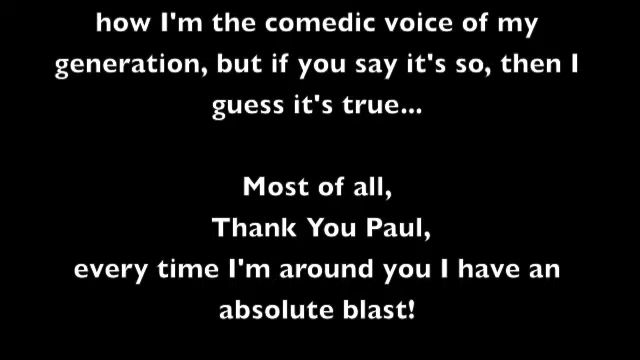 how I'm the comedic voice of my
generation, but if you say it's so, then I
guess it's true...
Most of all,
Thank You Paul,
every time I'm around you I have an
absolute blast!